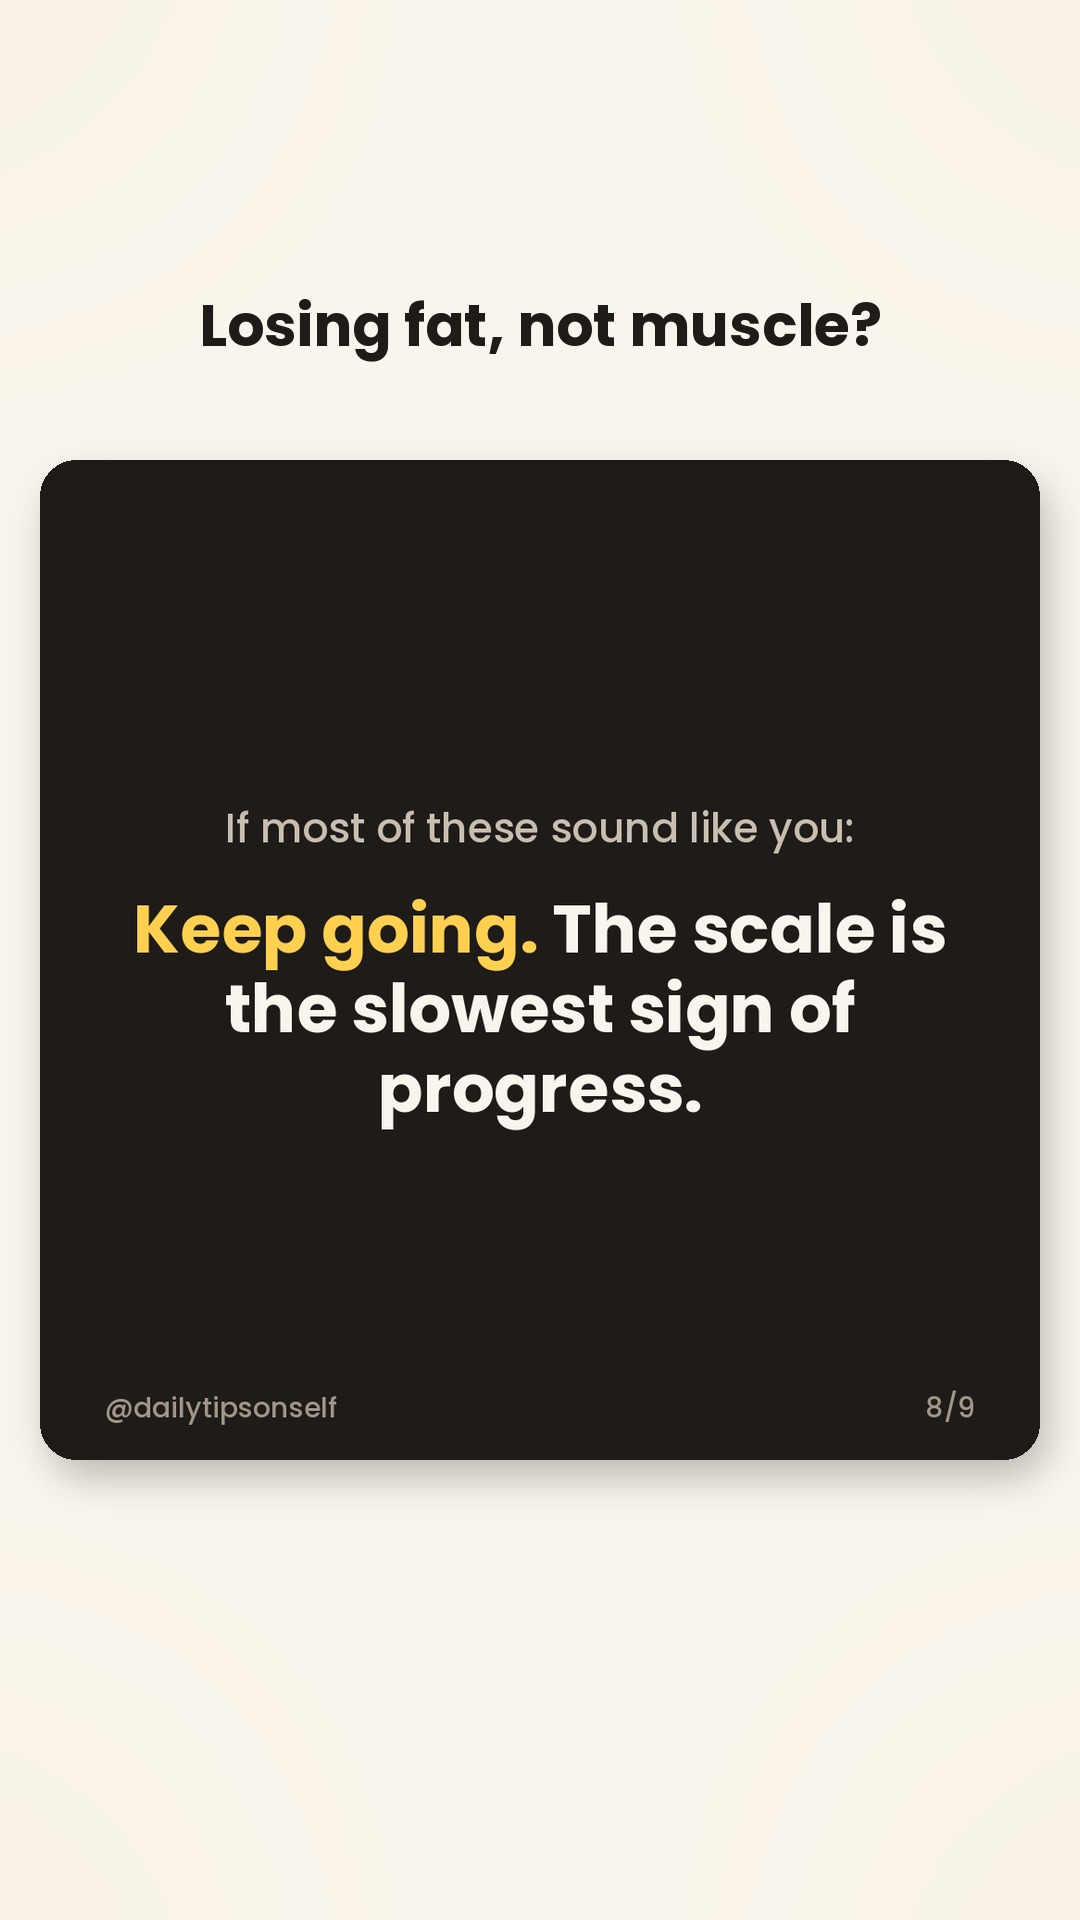 Losing fat, not muscle?
If most of these sound like you:
Keep going. The scale is
the slowest sign of
progress.
@dailytipsonself
8/9